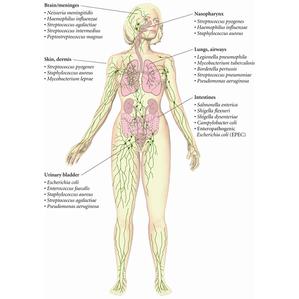 Brain/meninges
• Neisseria meningitidis
• Haemophilus influenzae
• Streptococcus agalactiae
• Streptococcus intermedius
• Peptostreptococcus magnus
Nasopharynx
• Streptococcus pyogenes
• Haemophilus influenzae
• Staphylococcus aureus
Lungs, airways
• Legionella pneumophila
• Mycobacterium tuberculosis
• Bordetella pertussis
• Streptococcus pneumoniae
• Pseudomonas aeruginosa
Skin, dermis
• Streptococcus pyogenes
• Staphylococcus aureus
• Mycobacterium leprae
Intestines
• Salmonella enterica
• Shigella flexneri
• Shigella dysenteriae
• Campylobacter coli
• Enteropathogenic
Escherichia coli (EPEC)
Urinary bladder
• Escherichia coli
• Enterococcus faecalis
• Staphylococcus aureus
• Streptococcus agalactiae
• Pseudomonas aeruginosa